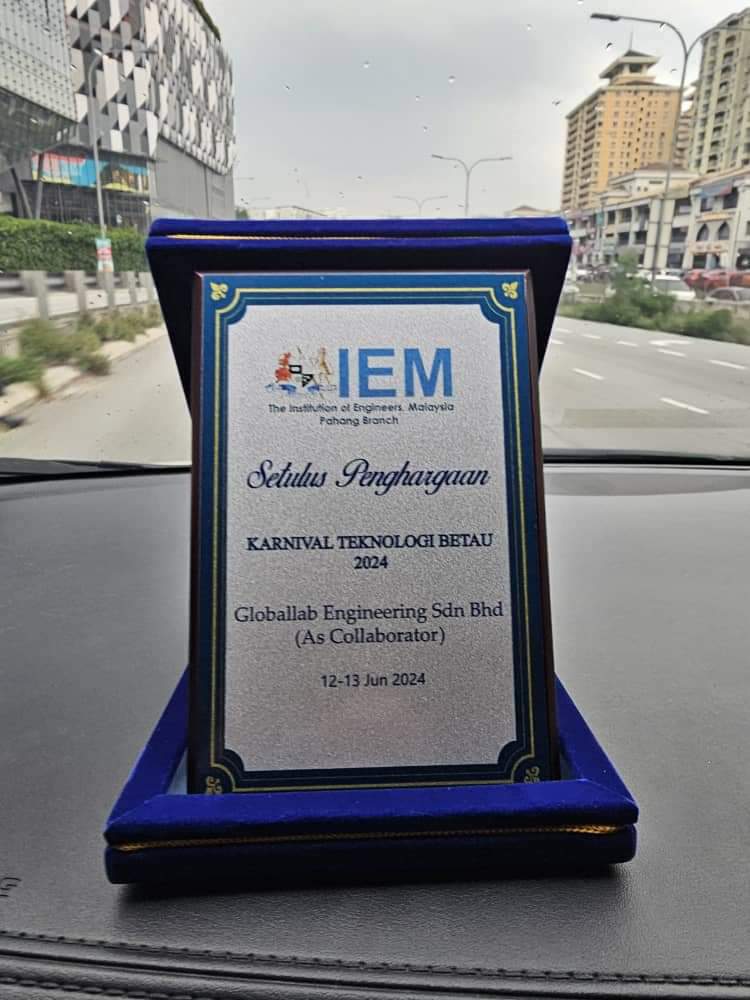 IEM
The Institution of Engineers, Malaysia
Pahang Branch
Setulus Penghargaan
KARNIVAL TEKNOLOGI BETAU
2024
Globallab Engineering Sdn Bhd
(As Collaborator)
12-13 Jun 2024